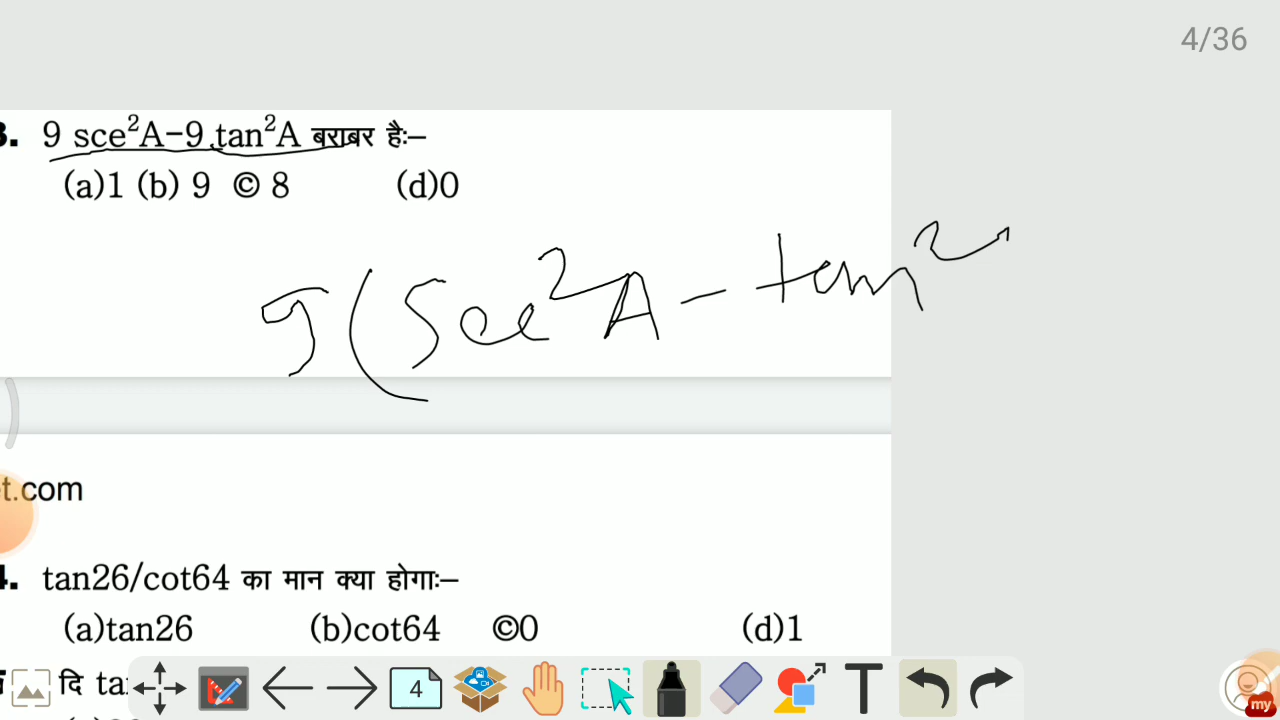 4/36
3. 9 sce²A−9 tan²A बराबर हैः−
(a)1 (b) 9 © 8 (d)0
9(Sce²A − tan²
t.com
4. tan26/cot64 का मान क्या होगाः−
(a)tan26 (b)cot64 ©0 (d)1
दि ta
4
T
my